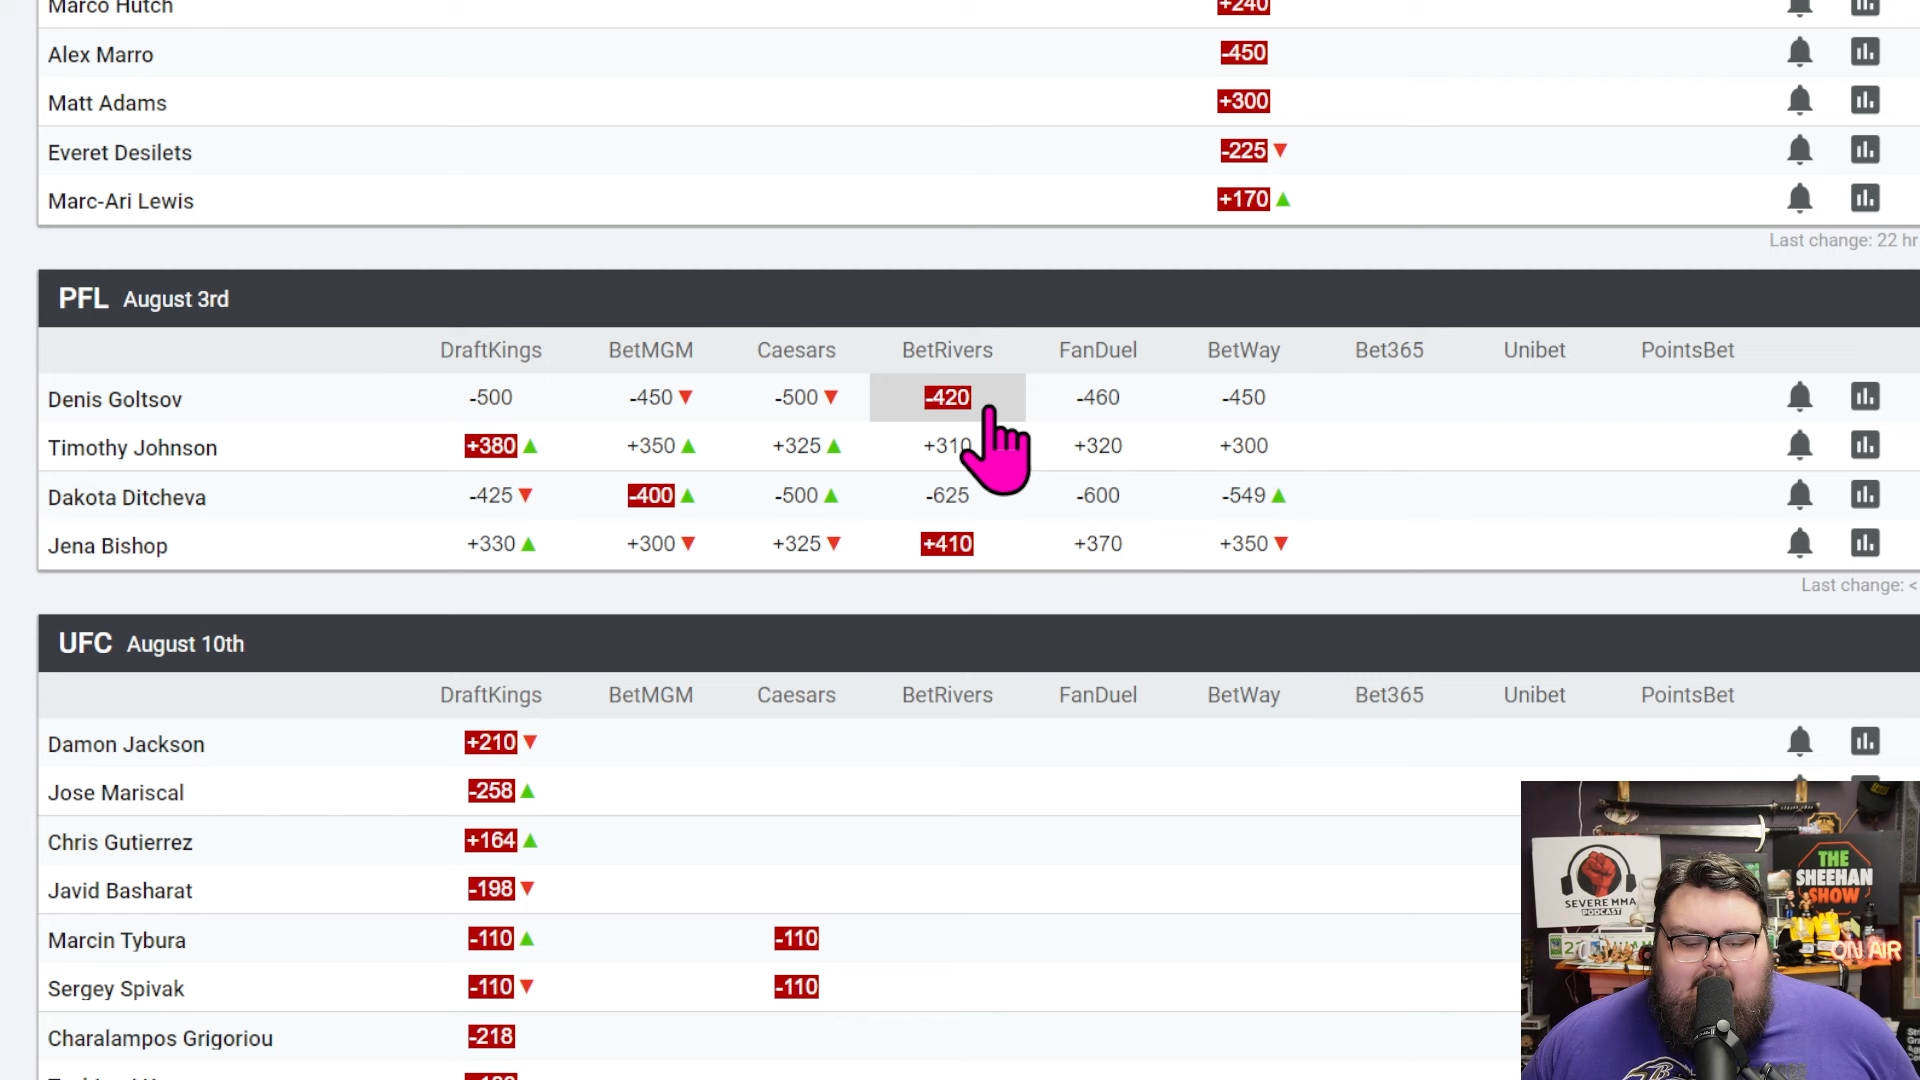 Marco Hutch +240
Alex Marro -450
Matt Adams +300
Everet Desilets -225 ▼
Marc-Ari Lewis +170 ▲
Last change: 22 hr
PFL August 3rd
DraftKings BetMGM Caesars BetRivers FanDuel BetWay Bet365 Unibet PointsBet
Denis Goltsov -500 -450 ▼ -500 ▼ -420 -460 -450
Timothy Johnson +380 ▲ +350 ▲ +325 ▲ +310 +320 +300
Dakota Ditcheva -425 ▼ -400 ▲ -500 ▲ -625 -600 -549 ▲
Jena Bishop +330 ▲ +300 ▼ +325 ▼ +410 +370 +350 ▼
Last change: <
UFC August 10th
DraftKings BetMGM Caesars BetRivers FanDuel BetWay Bet365 Unibet PointsBet
Damon Jackson +210 ▼
Jose Mariscal -258 ▲
Chris Gutierrez +164 ▲
Javid Basharat -198 ▼
Marcin Tybura -110 ▲ -110
Sergey Spivak -110 ▼ -110
Charalampos Grigoriou -218
SEVERE MMA
PODCAST
THE
SHEEHAN
SHOW
ON AIR